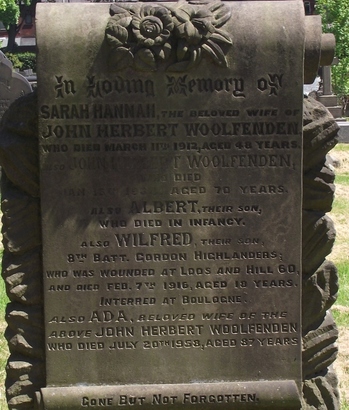 In Loving Memory of
SARAH HANNAH, THE BELOVED WIFE OF
JOHN HERBERT WOOLFENDEN
WHO DIED MARCH 11TH 1912, AGED 48 YEARS.
JOHN HERBERT WOOLFENDEN,
DIED
AGED 70 YEARS.
ALSO ALBERT, THEIR SON,
WHO DIED IN INFANCY.
ALSO WILFRED, THEIR SON,
8TH BATT. GORDON HIGHLANDERS;
WHO WAS WOUNDED AT LOOS AND HILL 60,
AND DIED FEB. 7TH 1916, AGED 18 YEARS.
INTERRED AT BOULOGNE.
ALSO ADA, BELOVED WIFE OF THE
ABOVE JOHN HERBERT WOOLFENDEN
WHO DIED JULY 20TH 1958, AGED 87 YEARS
GONE BUT NOT FORGOTTEN.